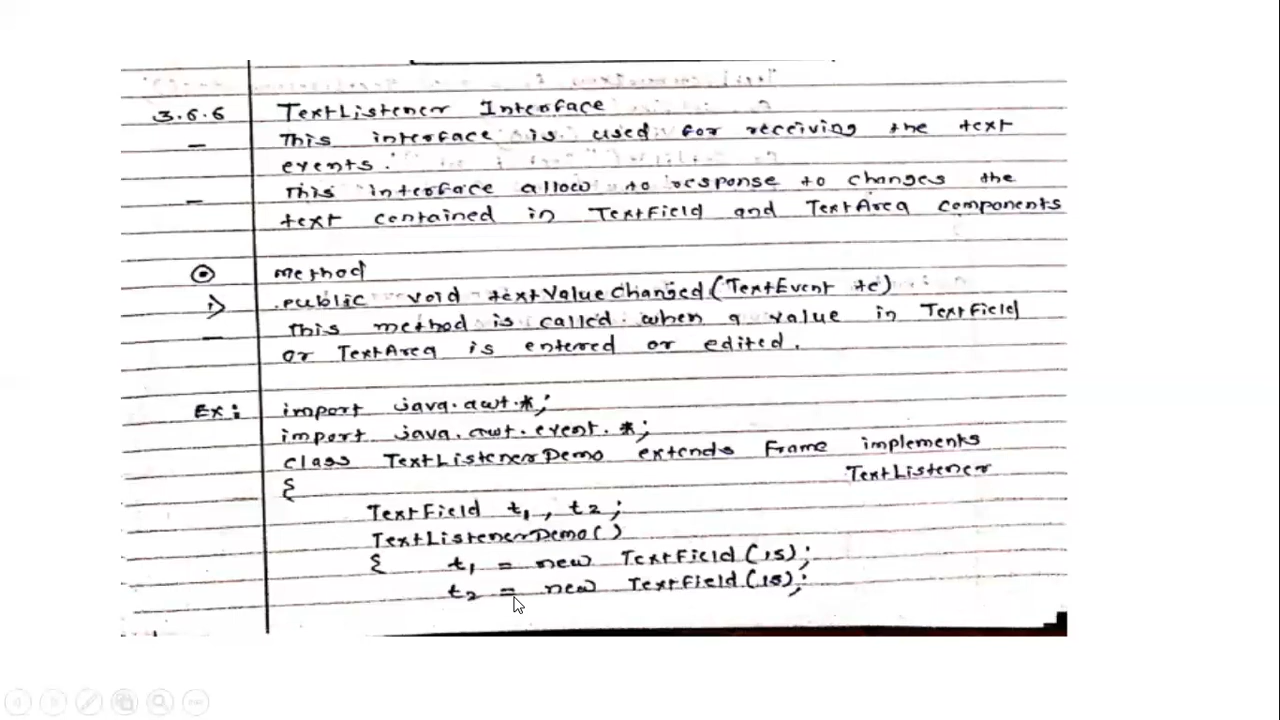 3.6.6 TextListener Interface
- This interface is used for receiving the text
events.
- This interface allow to response to changes the
text contained in TextField and TextArea components
method
i> public void textValueChanged(TextEvent te)
- This method is called when a value in TextField
or TextArea is entered or edited.
Ex: import java.awt.*;
import java.awt.event.*;
class TextListenerDemo extends Frame implements
TextListener
{
TextField t1, t2;
TextListenerDemo()
{ t1 = new TextField(15);
t2 = new TextField(15);